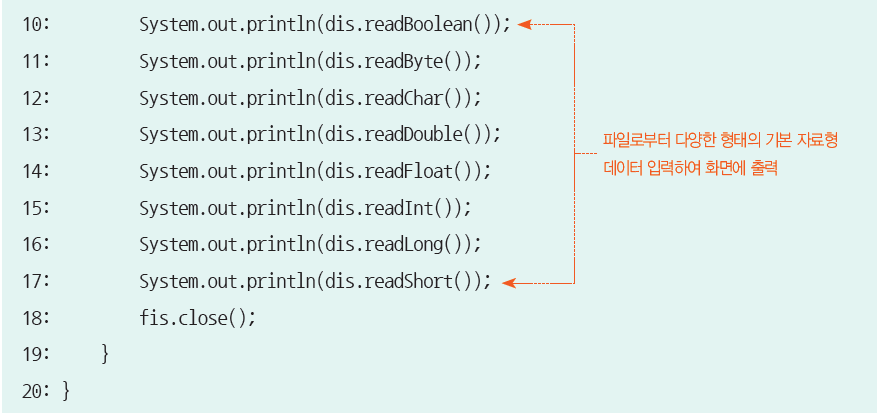 10:         System.out.println(dis.readBoolean());
11:         System.out.println(dis.readByte());
12:         System.out.println(dis.readChar());
13:         System.out.println(dis.readDouble());
파일로부터 다양한 형태의 기본 자료형
데이터 입력하여 화면에 출력
14:         System.out.println(dis.readFloat());
15:         System.out.println(dis.readInt());
16:         System.out.println(dis.readLong());
17:         System.out.println(dis.readShort());
18:         fis.close();
19:     }
20: }